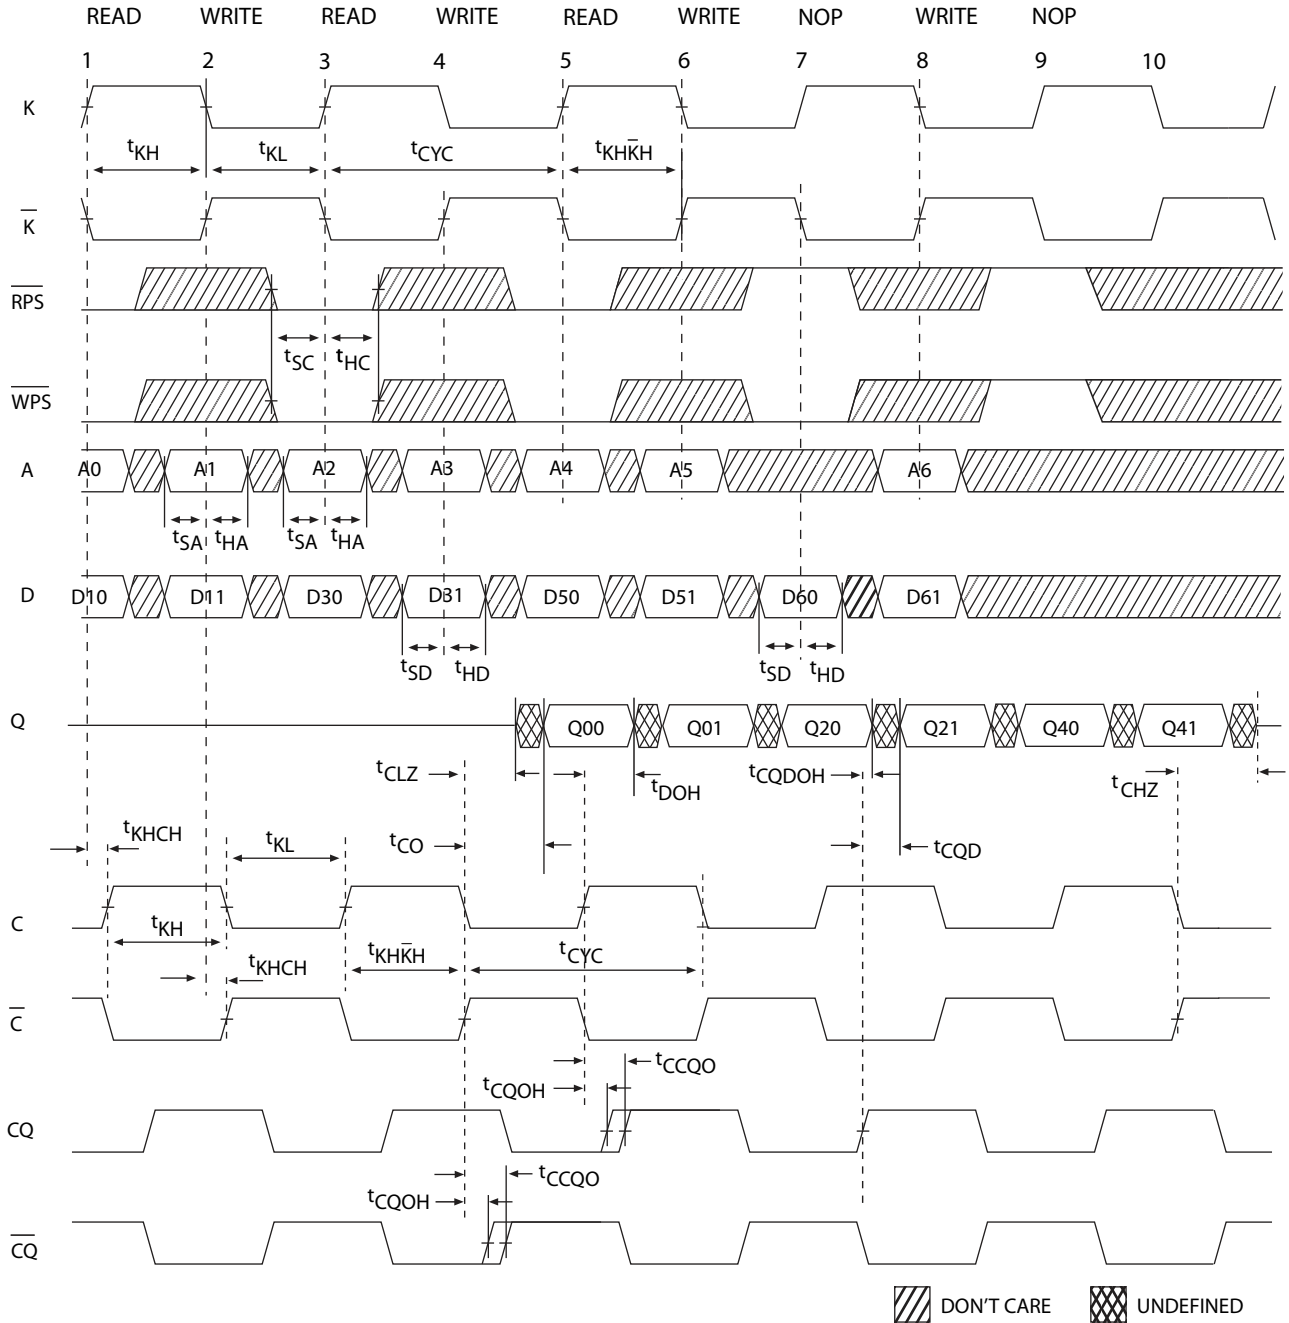 READ WRITE READ WRITE READ WRITE NOP WRITE NOP
1 2 3 4 5 6 7 8 9 10
K
tKH tKL tCYC tKHK̅H
K̅
R̅P̅S̅
tSC tHC
W̅P̅S̅
A A0 A1 A2 A3 A4 A5 A6
tSA tHA tSA tHA
D D10 D11 D30 D31 D50 D51 D60 D61
tSD tHD tSD tHD
Q Q00 Q01 Q20 Q21 Q40 Q41
tCLZ tDOH tCQDOH tCHZ
tKHCH tKL tCO tCQD
C
tKH tKHK̅H tCYC
tKHCH
C̅
tCCQO
tCQOH
CQ
tCCQO
tCQOH
C̅Q̅
DON'T CARE UNDEFINED